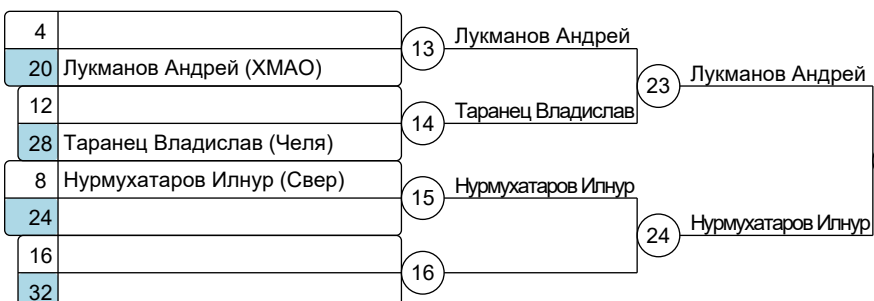 4
20 Лукманов Андрей (ХМАО)
12
28 Таранец Владислав (Челя)
8 Нурмухатаров Илнур (Свер)
24
16
32
13 Лукманов Андрей
14 Таранец Владислав
15 Нурмухатаров Илнур
16
23 Лукманов Андрей
24 Нурмухатаров Илнур